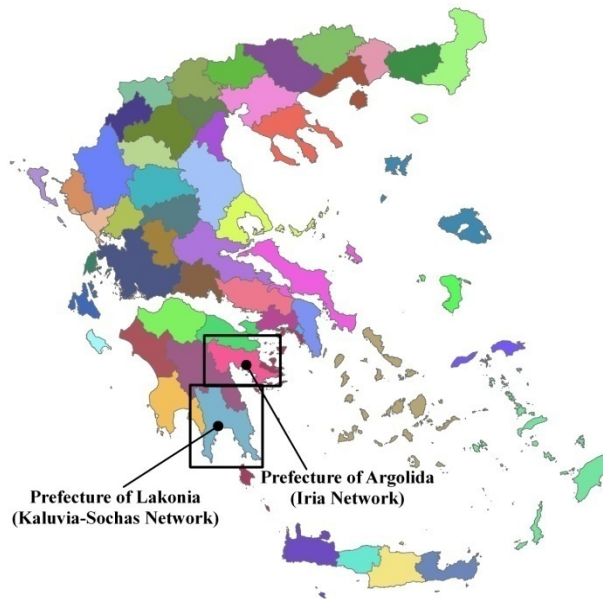 Prefecture of Lakonia
(Kaluvia-Sochas Network)
Prefecture of Argolida
(Iria Network)